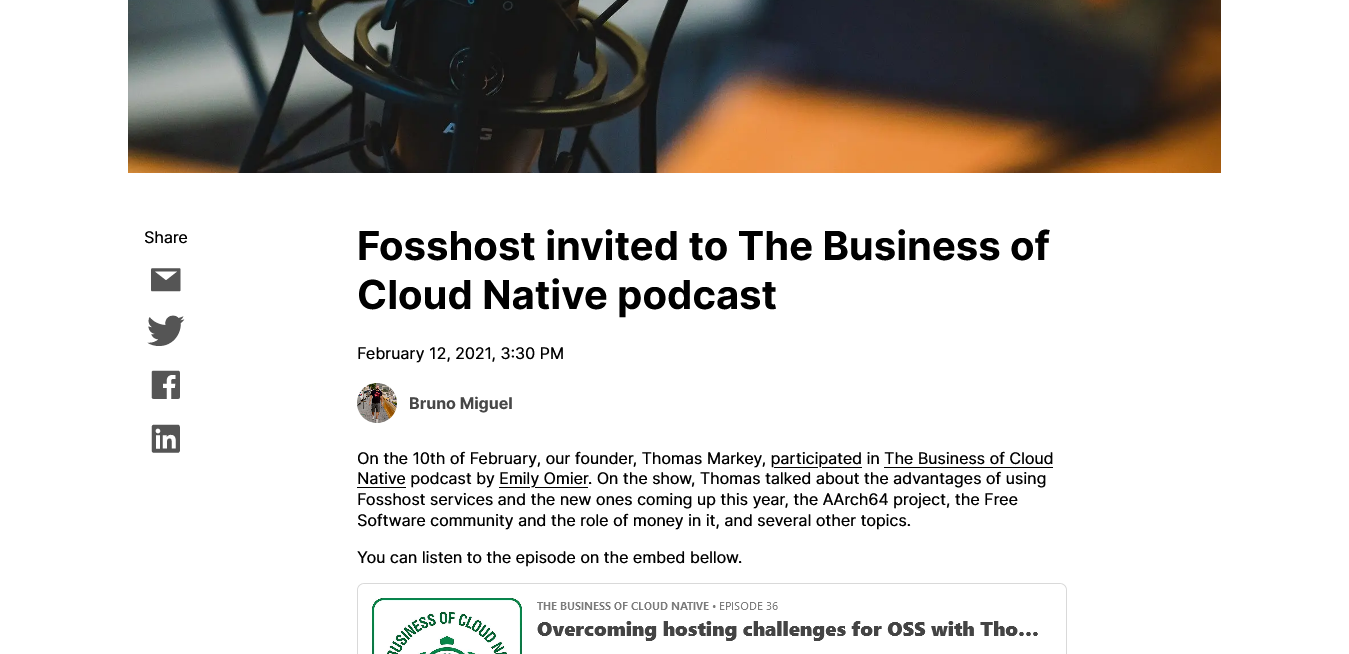 Share
Fosshost invited to The Business of
Cloud Native podcast
February 12, 2021, 3:30 PM
Bruno Miguel
On the 10th of February, our founder, Thomas Markey, participated in The Business of Cloud
Native podcast by Emily Omier. On the show, Thomas talked about the advantages of using
Fosshost services and the new ones coming up this year, the AArch64 project, the Free
Software community and the role of money in it, and several other topics.
You can listen to the episode on the embed bellow.
THE BUSINESS OF CLOUD NATIVE • EPISODE 36
Overcoming hosting challenges for OSS with Tho...
BUSINESS OF CLOUD